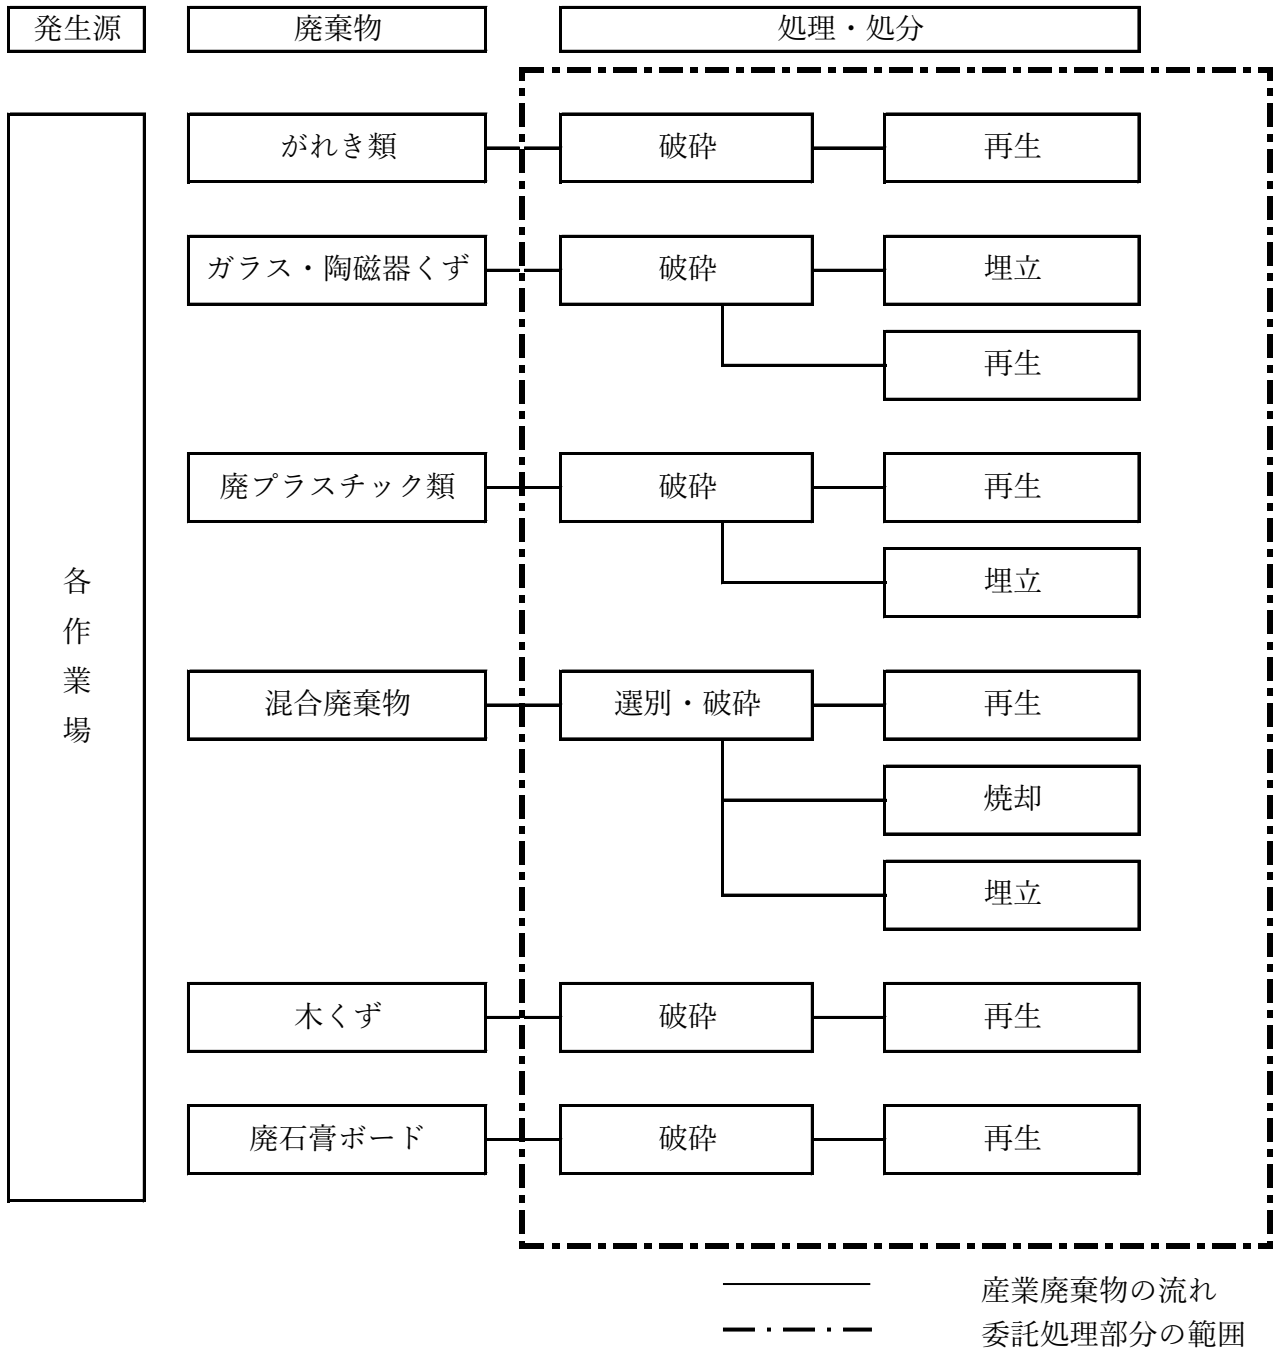 発生源
廃棄物
処理・処分
各作業場
がれき類
破砕
再生
ガラス・陶磁器くず
破砕
埋立
再生
廃プラスチック類
破砕
再生
埋立
混合廃棄物
選別・破砕
再生
焼却
埋立
木くず
破砕
再生
廃石膏ボード
破砕
再生
産業廃棄物の流れ
委託処理部分の範囲